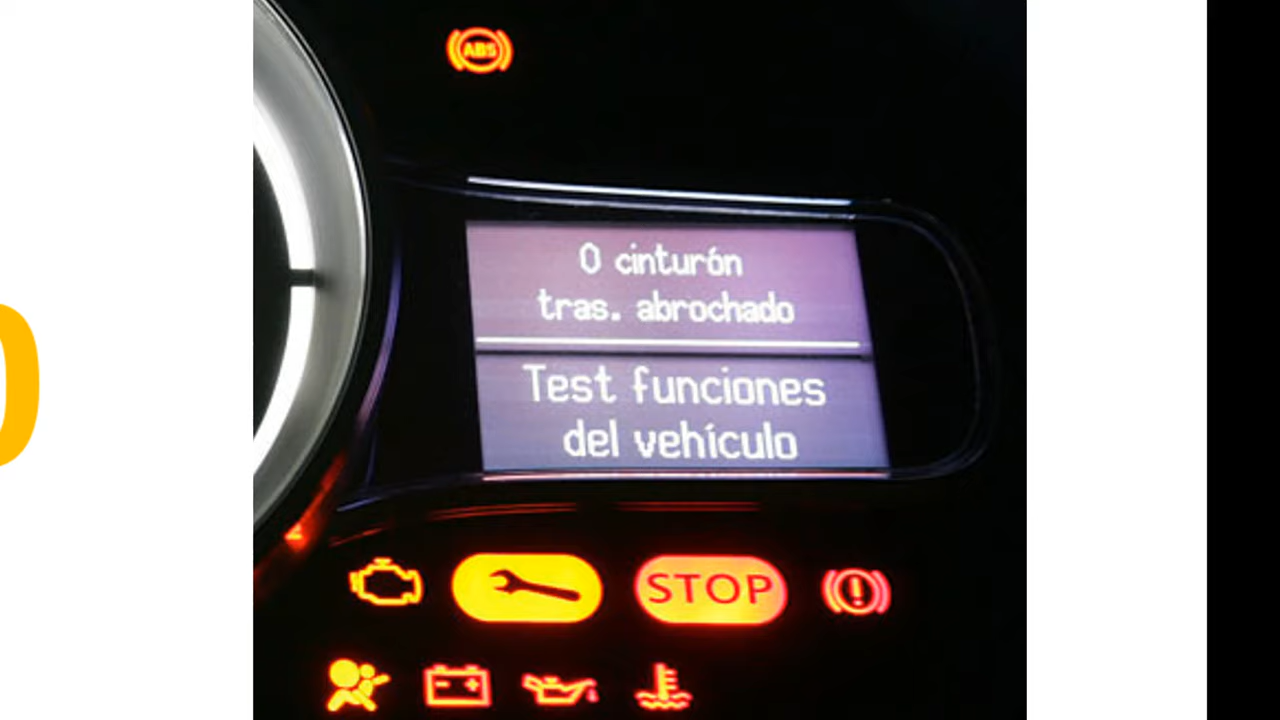 ABS
0 cinturón
tras. abrochado
Test funciones
del vehículo
STOP